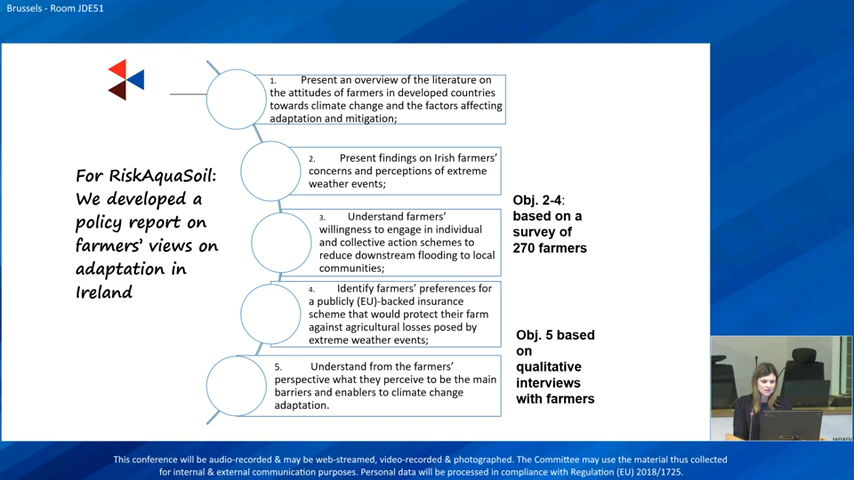 Brussels - Room JDE51
For RiskAquaSoil:
We developed a
policy report on
farmers' views on
adaptation in
Ireland
1. Present an overview of the literature on
the attitudes of farmers in developed countries
towards climate change and the factors affecting
adaptation and mitigation;
2. Present findings on Irish farmers'
concerns and perceptions of extreme
weather events;
3. Understand farmers'
willingness to engage in individual
and collective action schemes to
reduce downstream flooding to local
communities;
4. Identify farmers' preferences for
a publicly (EU)-backed insurance
scheme that would protect their farm
against agricultural losses posed by
extreme weather events;
5. Understand from the farmers'
perspective what they perceive to be the main
barriers and enablers to climate change
adaptation.
Obj. 2-4:
based on a
survey of
270 farmers
Obj. 5 based
on
qualitative
interviews
with farmers
This conference will be audio-recorded & may be web-streamed, video-recorded & photographed. The Committee may use the material thus collected
for internal & external communication purposes. Personal data will be processed in compliance with Regulation (EU) 2018/1725.